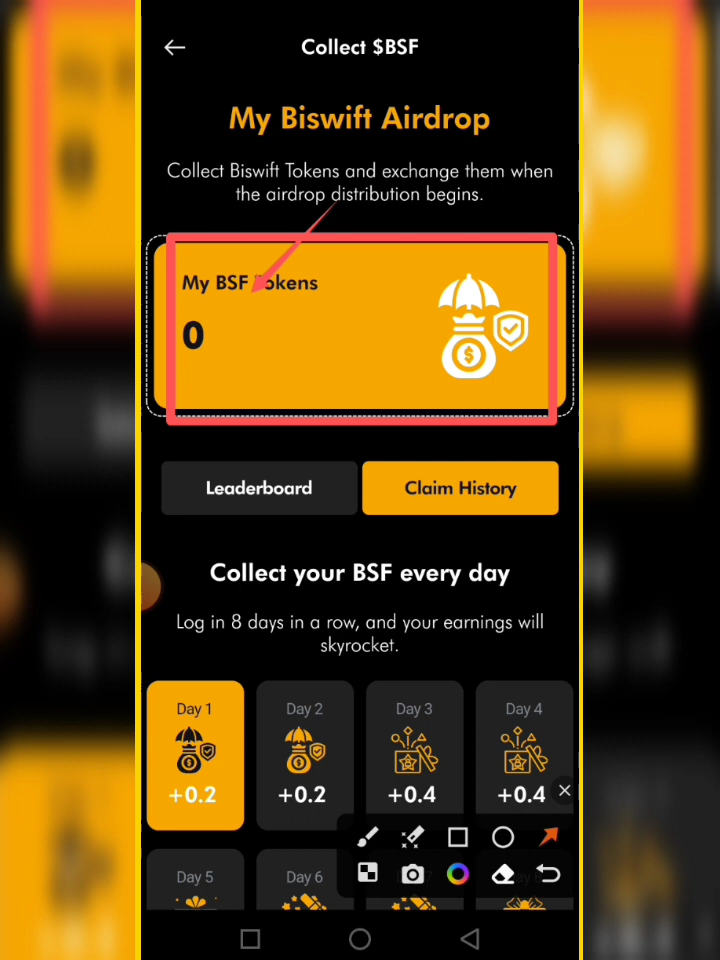 Collect $BSF
My Biswift Airdrop
Collect Biswift Tokens and exchange them when
the airdrop distribution begins.
My BSF Tokens
0
Leaderboard
Claim History
Collect your BSF every day
Log in 8 days in a row, and your earnings will
skyrocket.
Day 1
Day 2
Day 3
Day 4
+0.2
+0.2
+0.4
+0.4
Day 5
Day 6